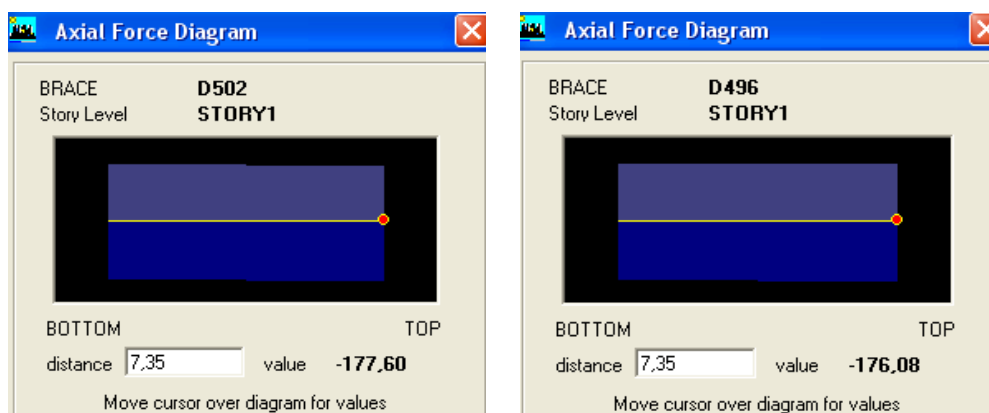 Axial Force Diagram
BRACE D502
Story Level STORY1
BOTTOM TOP
distance 7,35 value -177,60
Move cursor over diagram for values
Axial Force Diagram
BRACE D496
Story Level STORY1
BOTTOM TOP
distance 7,35 value -176,08
Move cursor over diagram for values